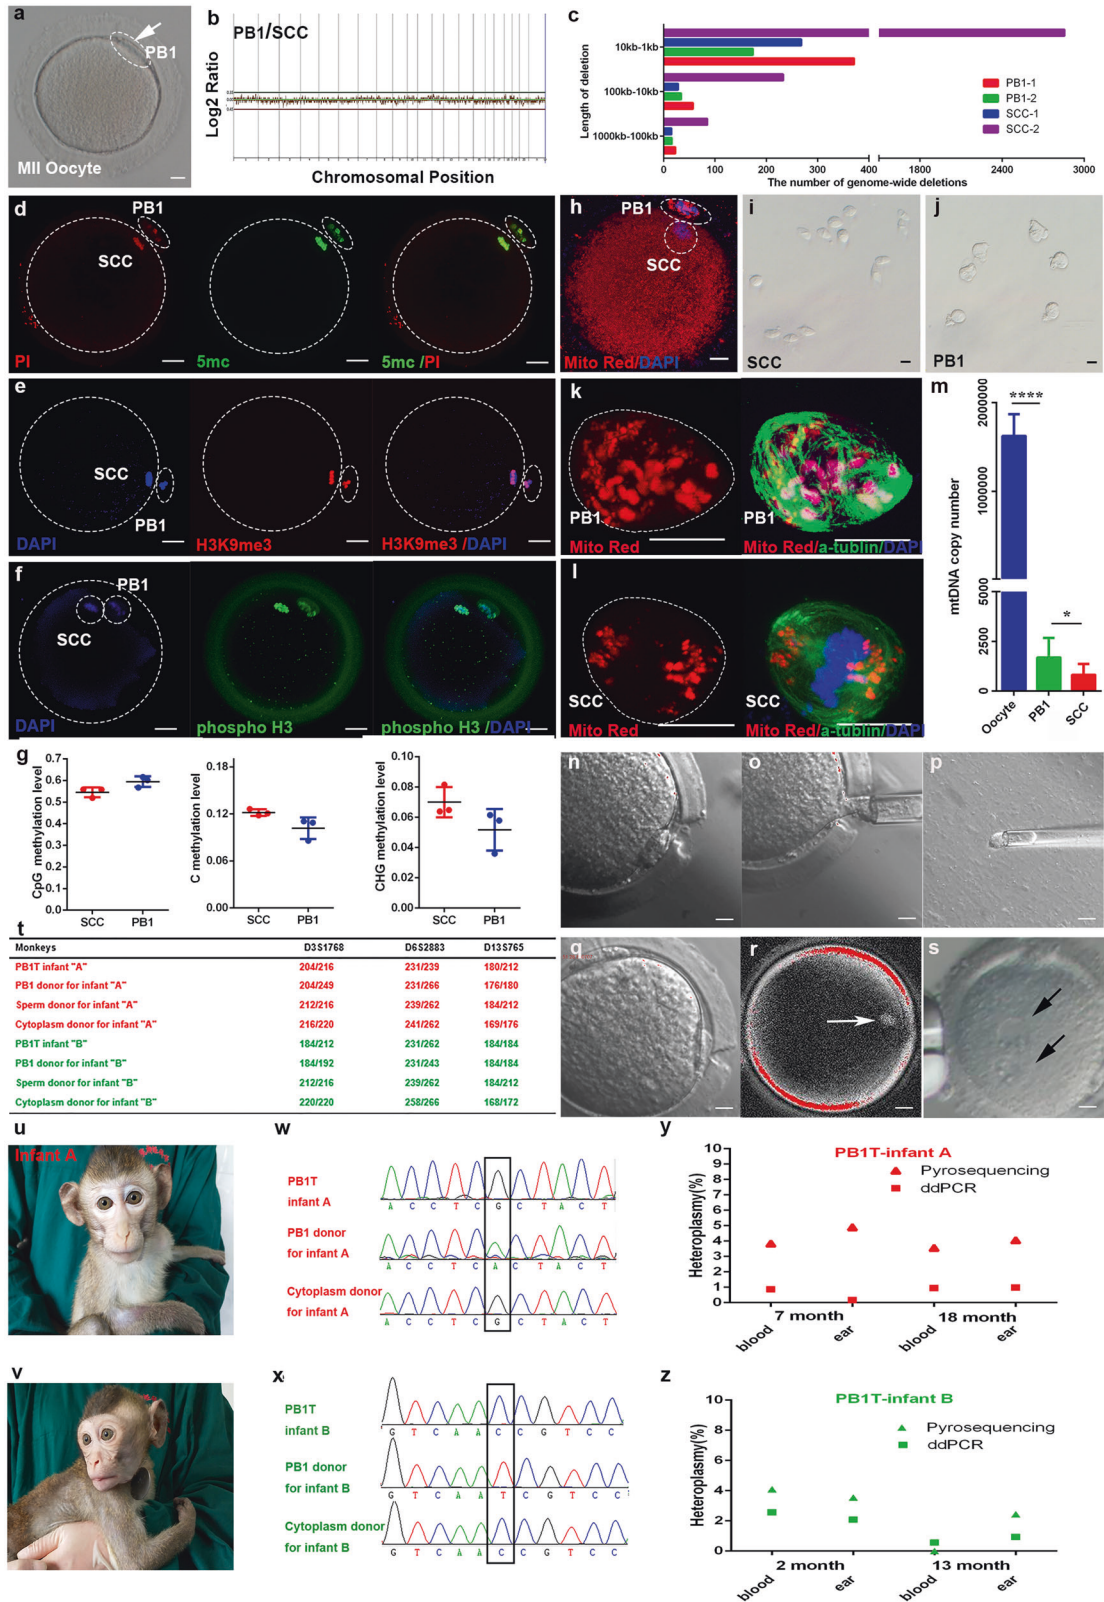 a
PB1
MII Oocyte
b
PB1/SCC
Log2 Ratio
Chromosomal Position
c
Length of deletion
10kb-1kb
100kb-10kb
1000kb-100kb
PB1-1
PB1-2
SCC-1
SCC-2
0 100 200 300 400 1800 2400 3000
The number of genome-wide deletions
d
PB1
SCC
PI
5mc
5mc /PI
e
SCC
PB1
DAPI
H3K9me3
H3K9me3 /DAPI
f
PB1
SCC
DAPI
phospho H3
phospho H3 /DAPI
g
CpG methylation level
0.7
0.6
0.5
0.4
0.3
0.2
0.1
0.0
SCC PB1
C methylation level
0.18
0.12
0.06
0.00
SCC PB1
CHG methylation level
0.08
0.06
0.04
0.02
0.00
SCC PB1
h
PB1
SCC
Mito Red/DAPI
i
SCC
j
PB1
k
PB1
Mito Red
PB1
Mito Red/a-tublin/DAPI
l
SCC
Mito Red
SCC
Mito Red/a-tublin/DAPI
m
mtDNA copy number
2000000
1000000
5000
2500
0
****
*
Oocyte
PB1
SCC
n
o
p
q
r
s
t
Monkeys D3S1768 D6S2883 D13S765
PB1T infant "A" 204/216 231/239 180/212
PB1 donor for infant "A" 204/249 231/266 176/180
Sperm donor for infant "A" 212/216 239/262 184/212
Cytoplasm donor for infant "A" 216/220 241/262 169/176
PB1T infant "B" 184/212 231/262 184/184
PB1 donor for infant "B" 184/192 231/243 184/184
Sperm donor for infant "B" 212/216 239/262 184/212
Cytoplasm donor for infant "B" 220/220 258/266 168/172
u
Infant A
v
w
PB1T
infant A
A C C T C G C T A C T
PB1 donor
for infant A
A C C T C A C T A C T
Cytoplasm donor
for infant A
A C C T C G C T A C T
x
PB1T
infant B
G T C A A C C G T C C
PB1 donor
for infant B
G T C A A T C G T C C
Cytoplasm donor
for infant B
G T C A A C C G T C C
y
PB1T-infant A
Pyrosequencing
ddPCR
Heteroplasmy(%)
10
9
8
7
6
5
4
3
2
1
0
7 month 18 month
blood ear blood ear
z
PB1T-infant B
Pyrosequencing
ddPCR
Heteroplasmy(%)
10
8
6
4
2
0
2 month 13 month
blood ear blood ear